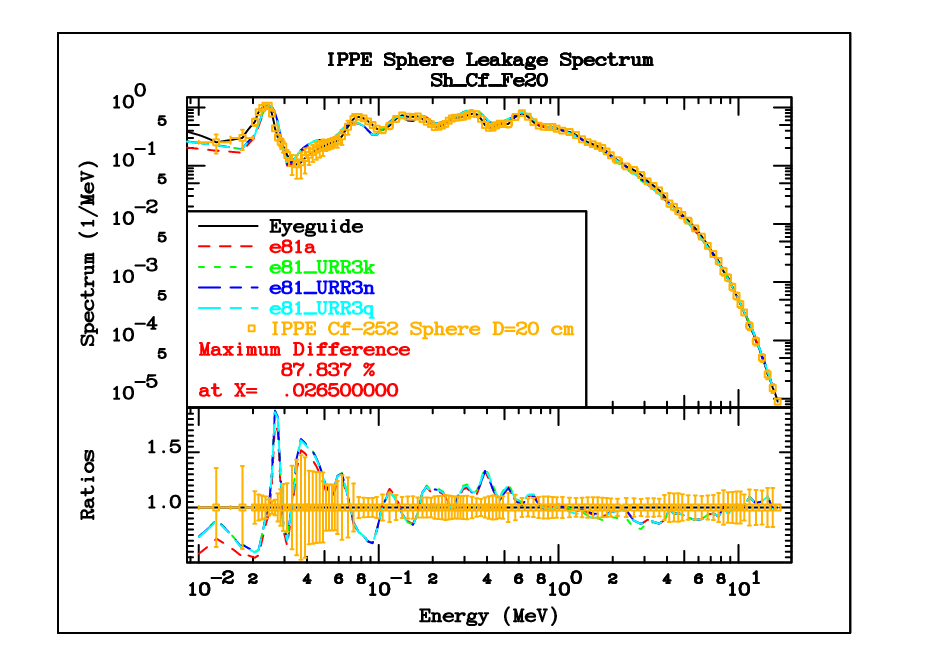 IPPE Sphere Leakage Spectrum
Sh_Cf_Fe20
10^0
5
10^-1
5
10^-2
5
10^-3
5
10^-4
5
10^-5
Spectrum (1/MeV)
Eyeguide
e81a
e81_URR3k
e81_URR3n
e81_URR3q
IPPE Cf-252 Sphere D=20 cm
Maximum Difference
87.837 %
at X= .026500000
1.5
1.0
Ratios
10^-2 2 4 6 8 10^-1 2 4 6 8 10^0 2 4 6 8 10^1
Energy (MeV)